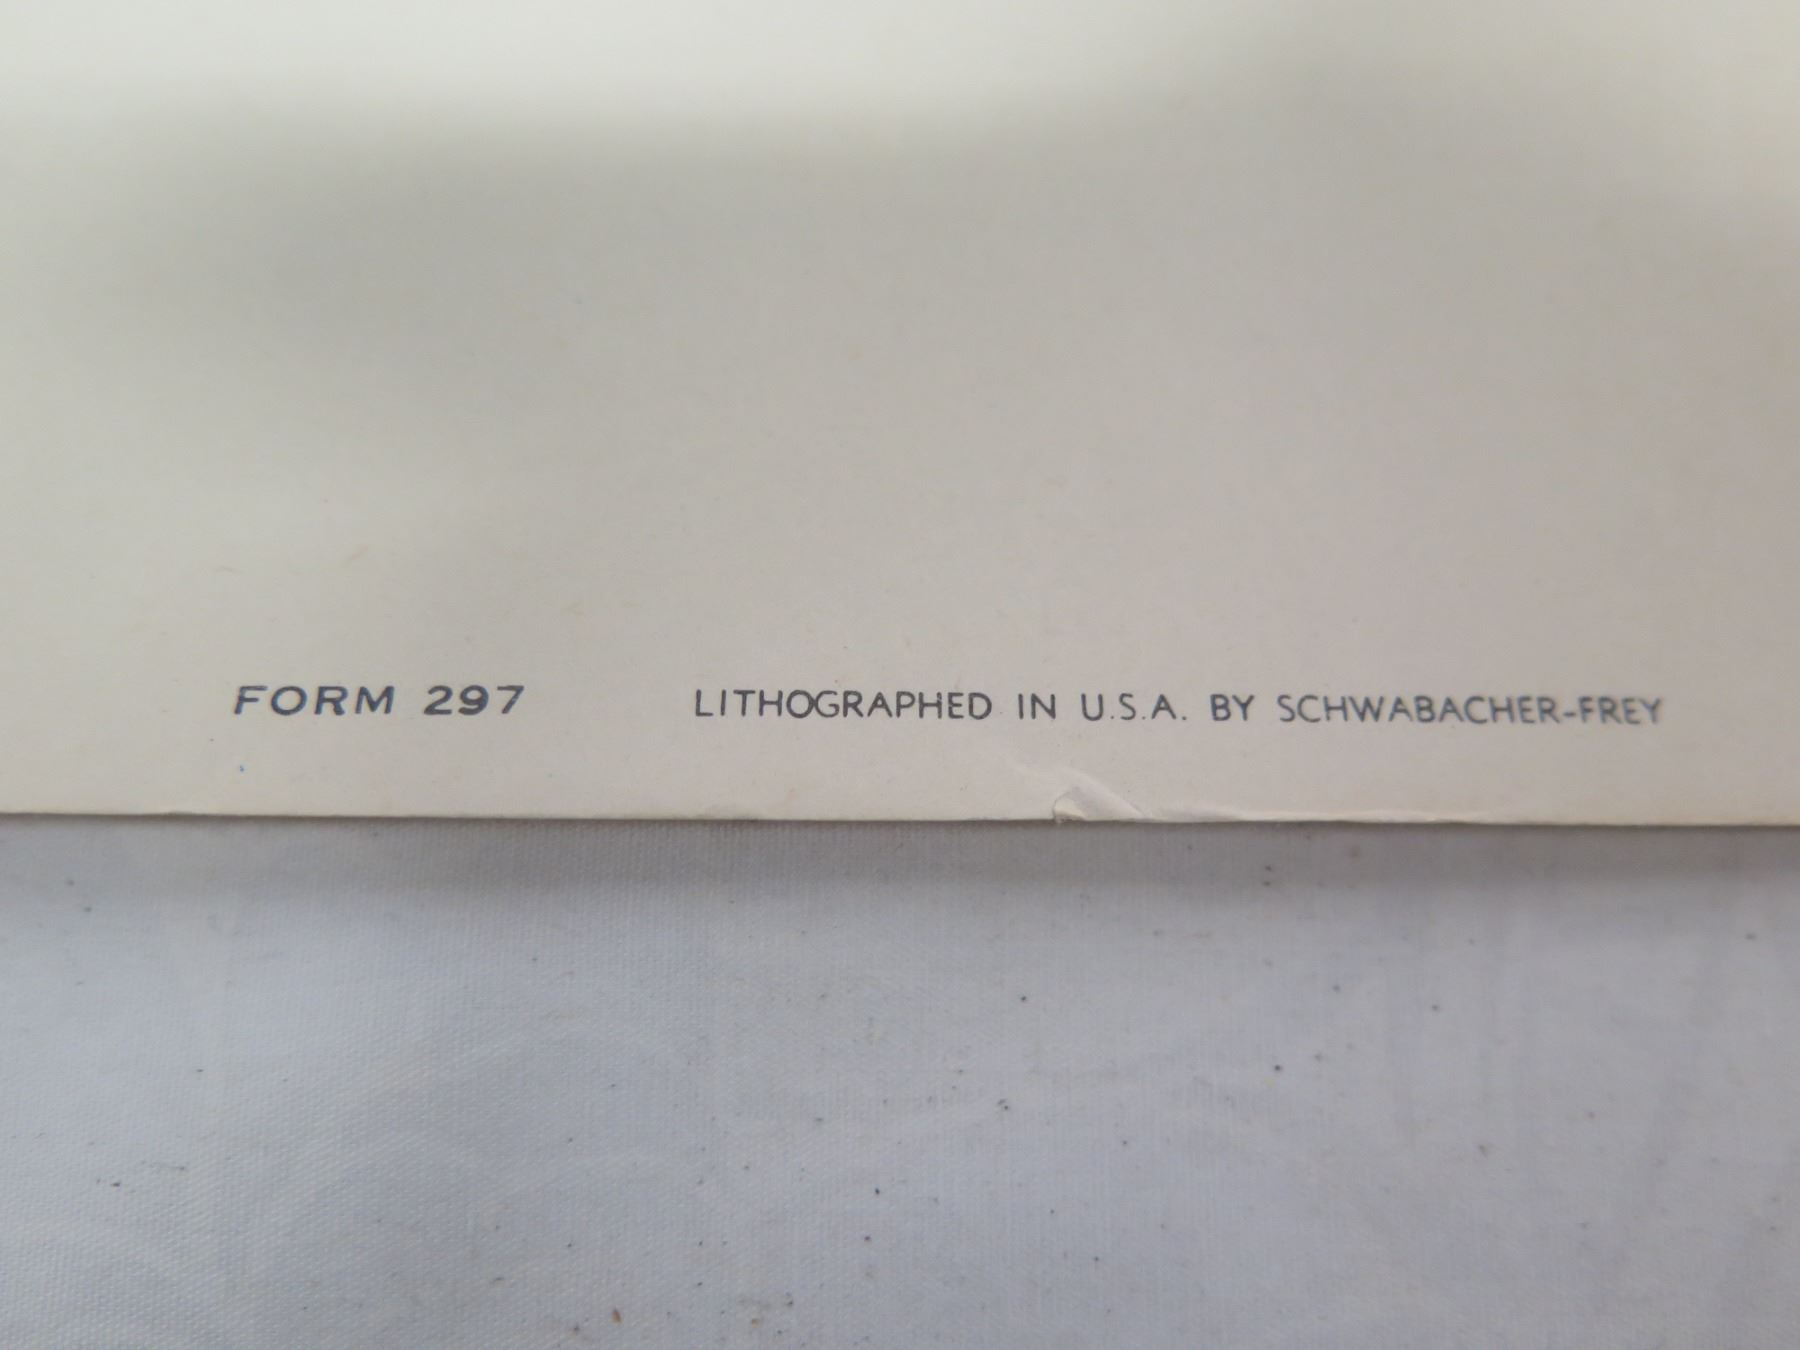 FORM 297 LITHOGRAPHED IN U.S.A. BY SCHWABACHER-FREY